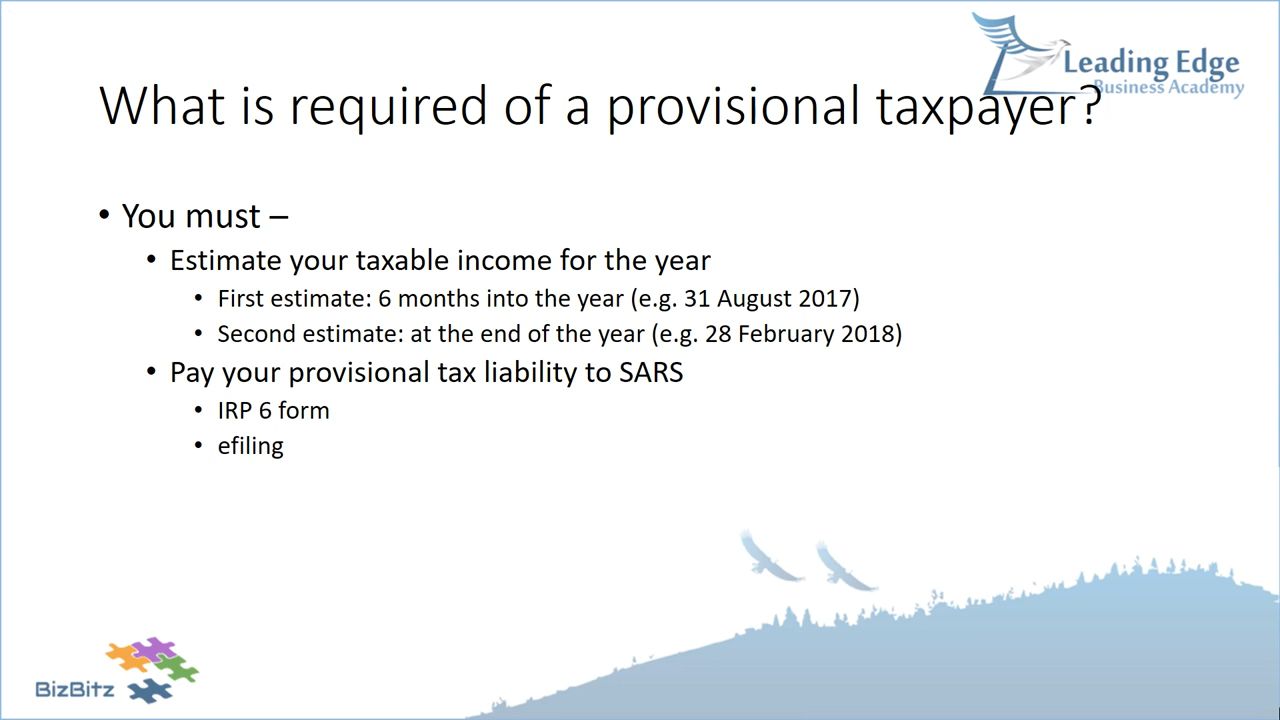 Leading Edge
Business Academy
What is required of a provisional taxpayer?
• You must –
• Estimate your taxable income for the year
• First estimate: 6 months into the year (e.g. 31 August 2017)
• Second estimate: at the end of the year (e.g. 28 February 2018)
• Pay your provisional tax liability to SARS
• IRP 6 form
• efiling
BizBitz